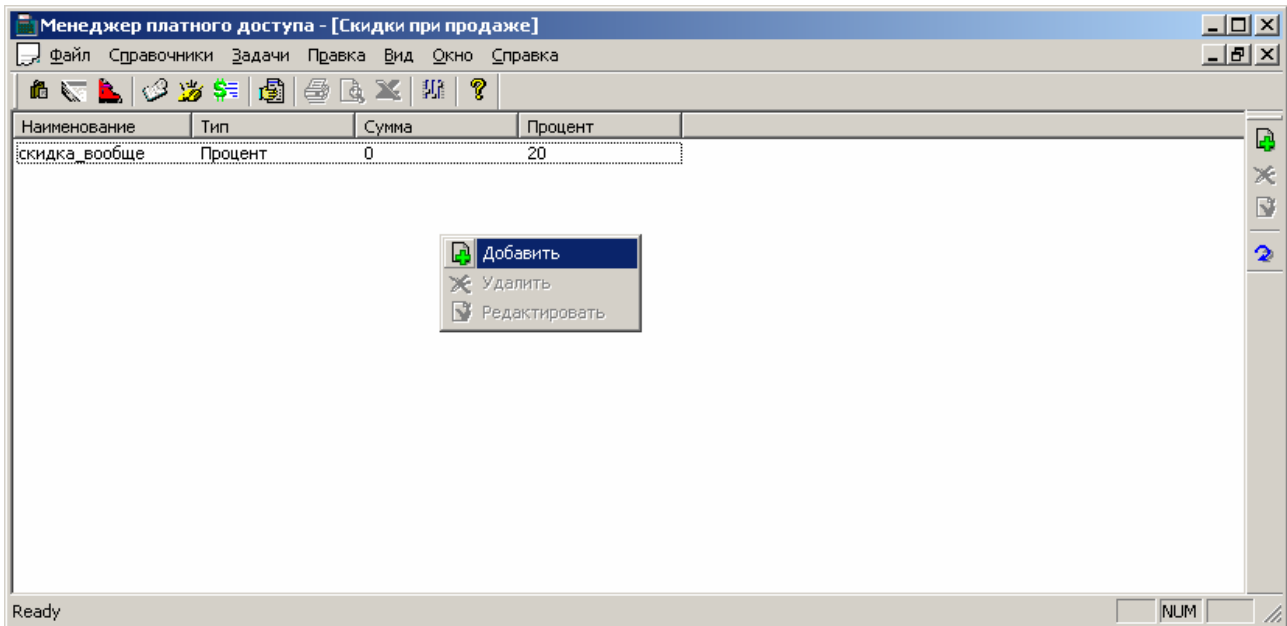 Менеджер платного доступа - [Скидки при продаже]
Файл Справочники Задачи Правка Вид Окно Справка
Наименование Тип Сумма Процент
скидка_вообще Процент 0 20
Добавить
Удалить
Редактировать
Ready NUM